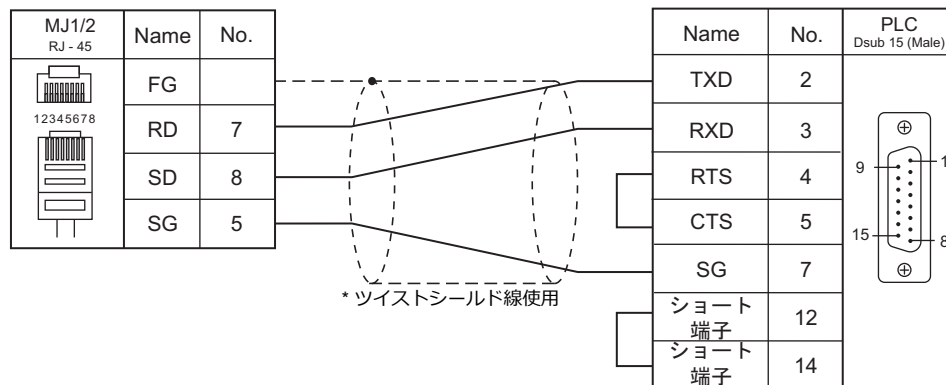 MJ1/2
RJ - 45
Name
No.
FG
RD
7
SD
8
SG
5
12345678
* ツイストシールド線使用
Name
No.
PLC
Dsub 15 (Male)
TXD
2
RXD
3
RTS
4
CTS
5
SG
7
ショート
端子
12
ショート
端子
14
9
1
15
8